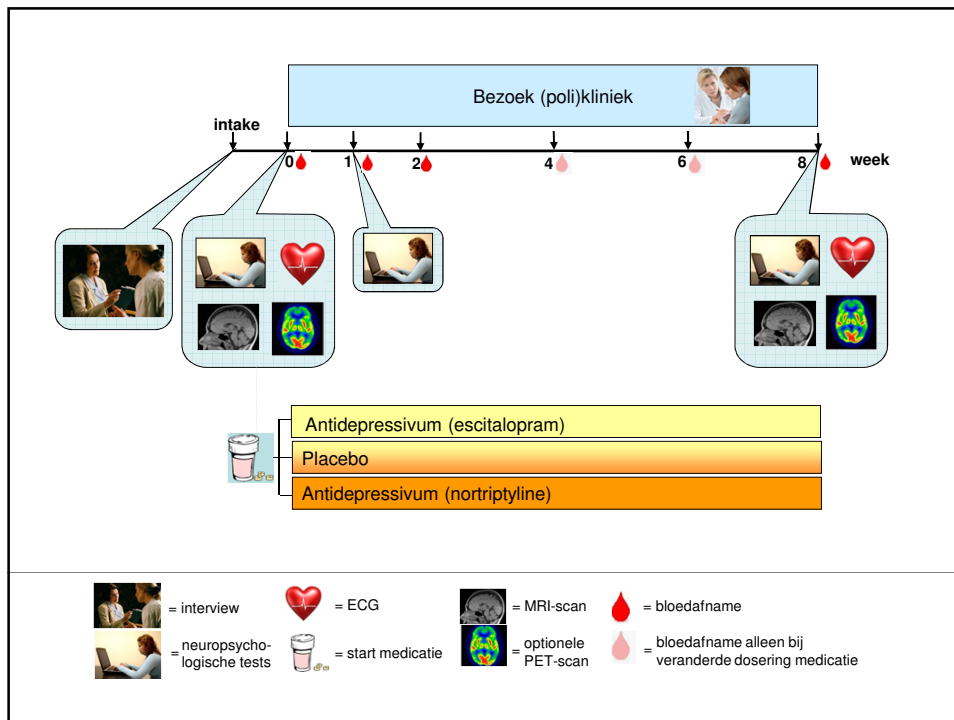 Bezoek (poli)kliniek
intake
0 1 2 4 6 8 week
Antidepressivum (escitalopram)
Placebo
Antidepressivum (nortriptyline)
= interview
= ECG
= MRI-scan
= bloedafname
= neuropsycho-
logische tests
= start medicatie
= optionele
PET-scan
= bloedafname alleen bij
veranderde dosering medicatie